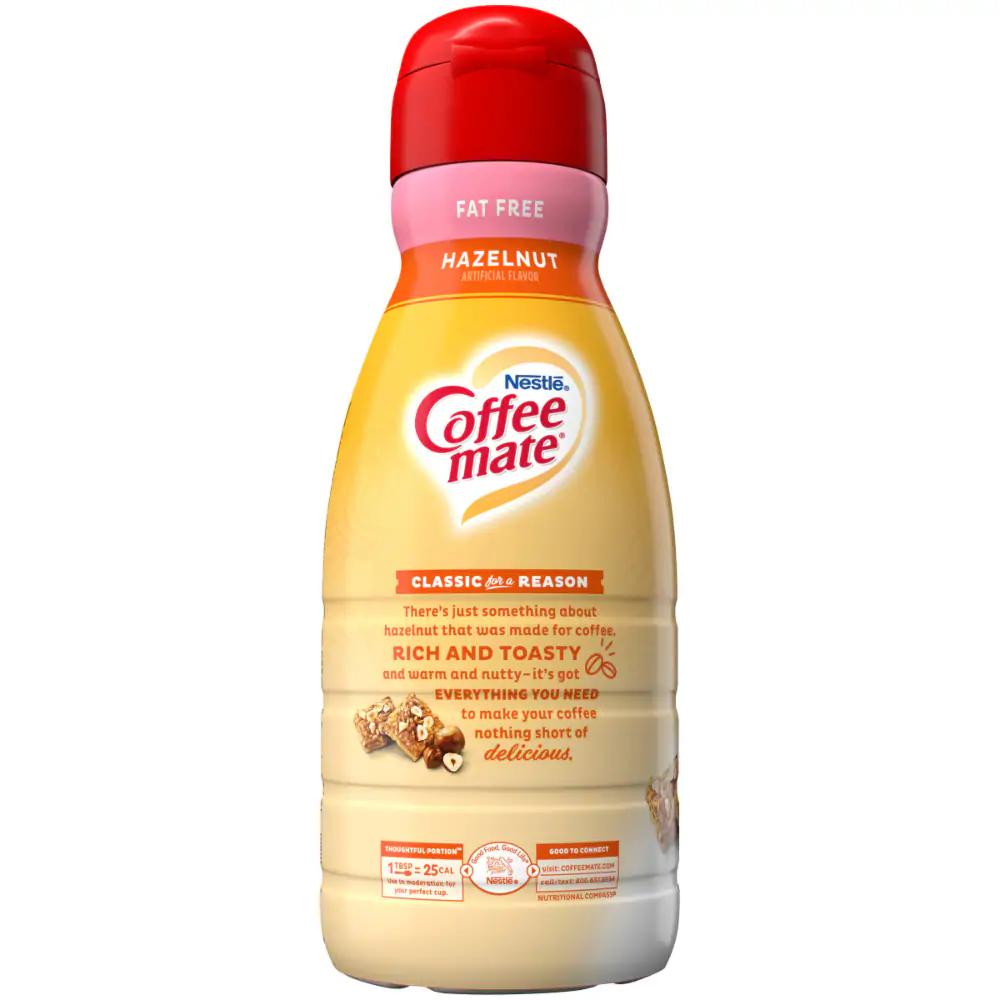 FAT FREE
HAZELNUT
ARTIFICIAL FLAVOR
Nestlé®
Coffee
mate®
CLASSIC for a REASON
There's just something about
hazelnut that was made for coffee.
RICH AND TOASTY
and warm and nutty–it's got
EVERYTHING YOU NEED
to make your coffee
nothing short of
delicious.
THOUGHTFUL PORTION™
1 TBSP = 25 CAL
Use in moderation for
your perfect cup.
Good Food, Good Life®
Nestlé®
GOOD TO CONNECT
visit: COFFEEMATE.COM
call/text:
NUTRITIONAL COMPASS®